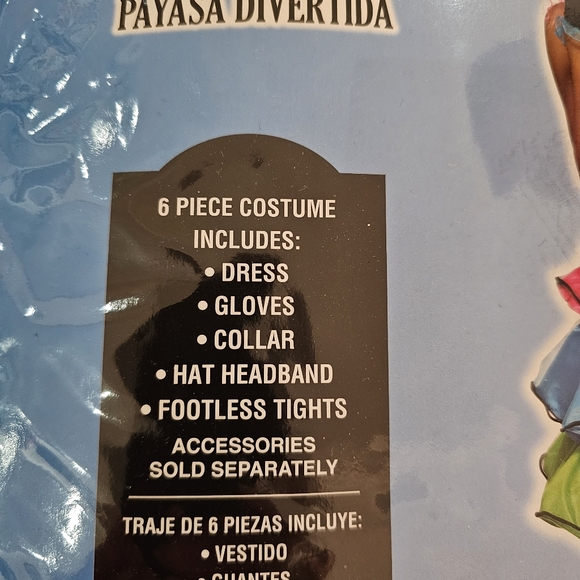 PAYASA DIVERTIDA
6 PIECE COSTUME
INCLUDES:
• DRESS
• GLOVES
• COLLAR
• HAT HEADBAND
• FOOTLESS TIGHTS
ACCESSORIES
SOLD SEPARATELY
TRAJE DE 6 PIEZAS INCLUYE:
• VESTIDO
• GUANTES